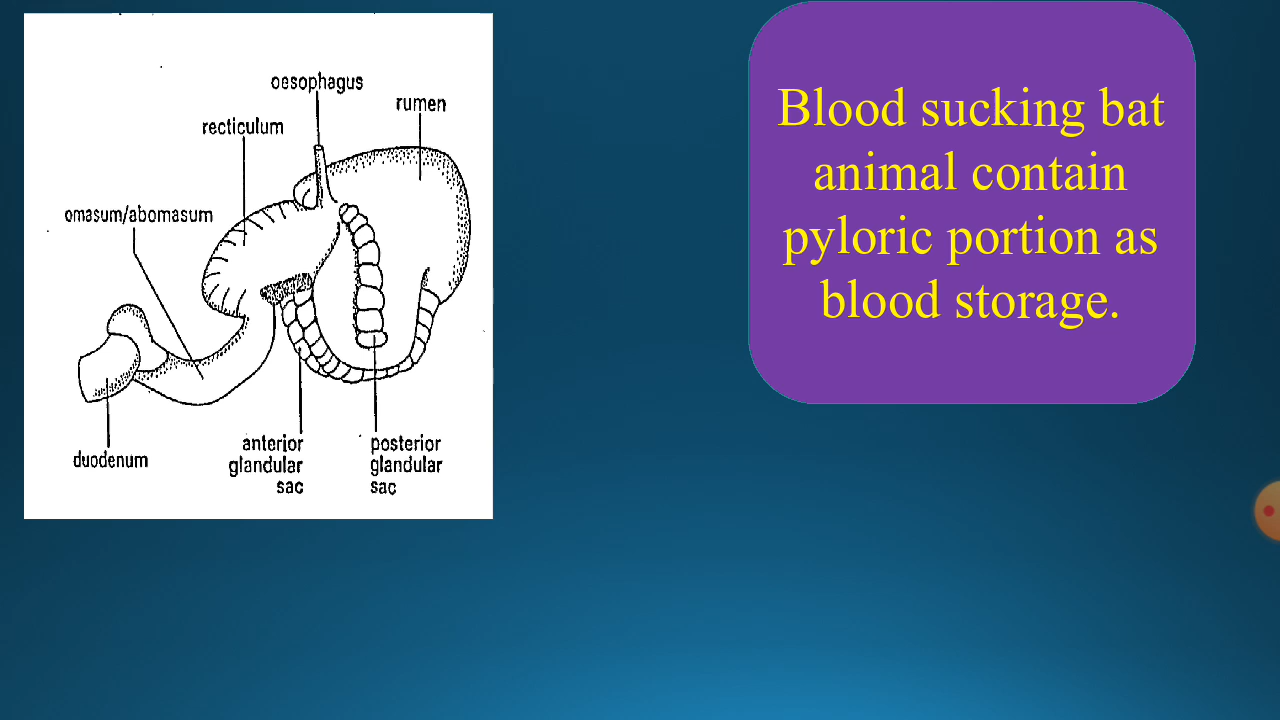 oesophagus
rumen
recticulum
omasum/abomasum
duodenum
anterior
glandular
sac
posterior
glandular
sac
Blood sucking bat
animal contain
pyloric portion as
blood storage.